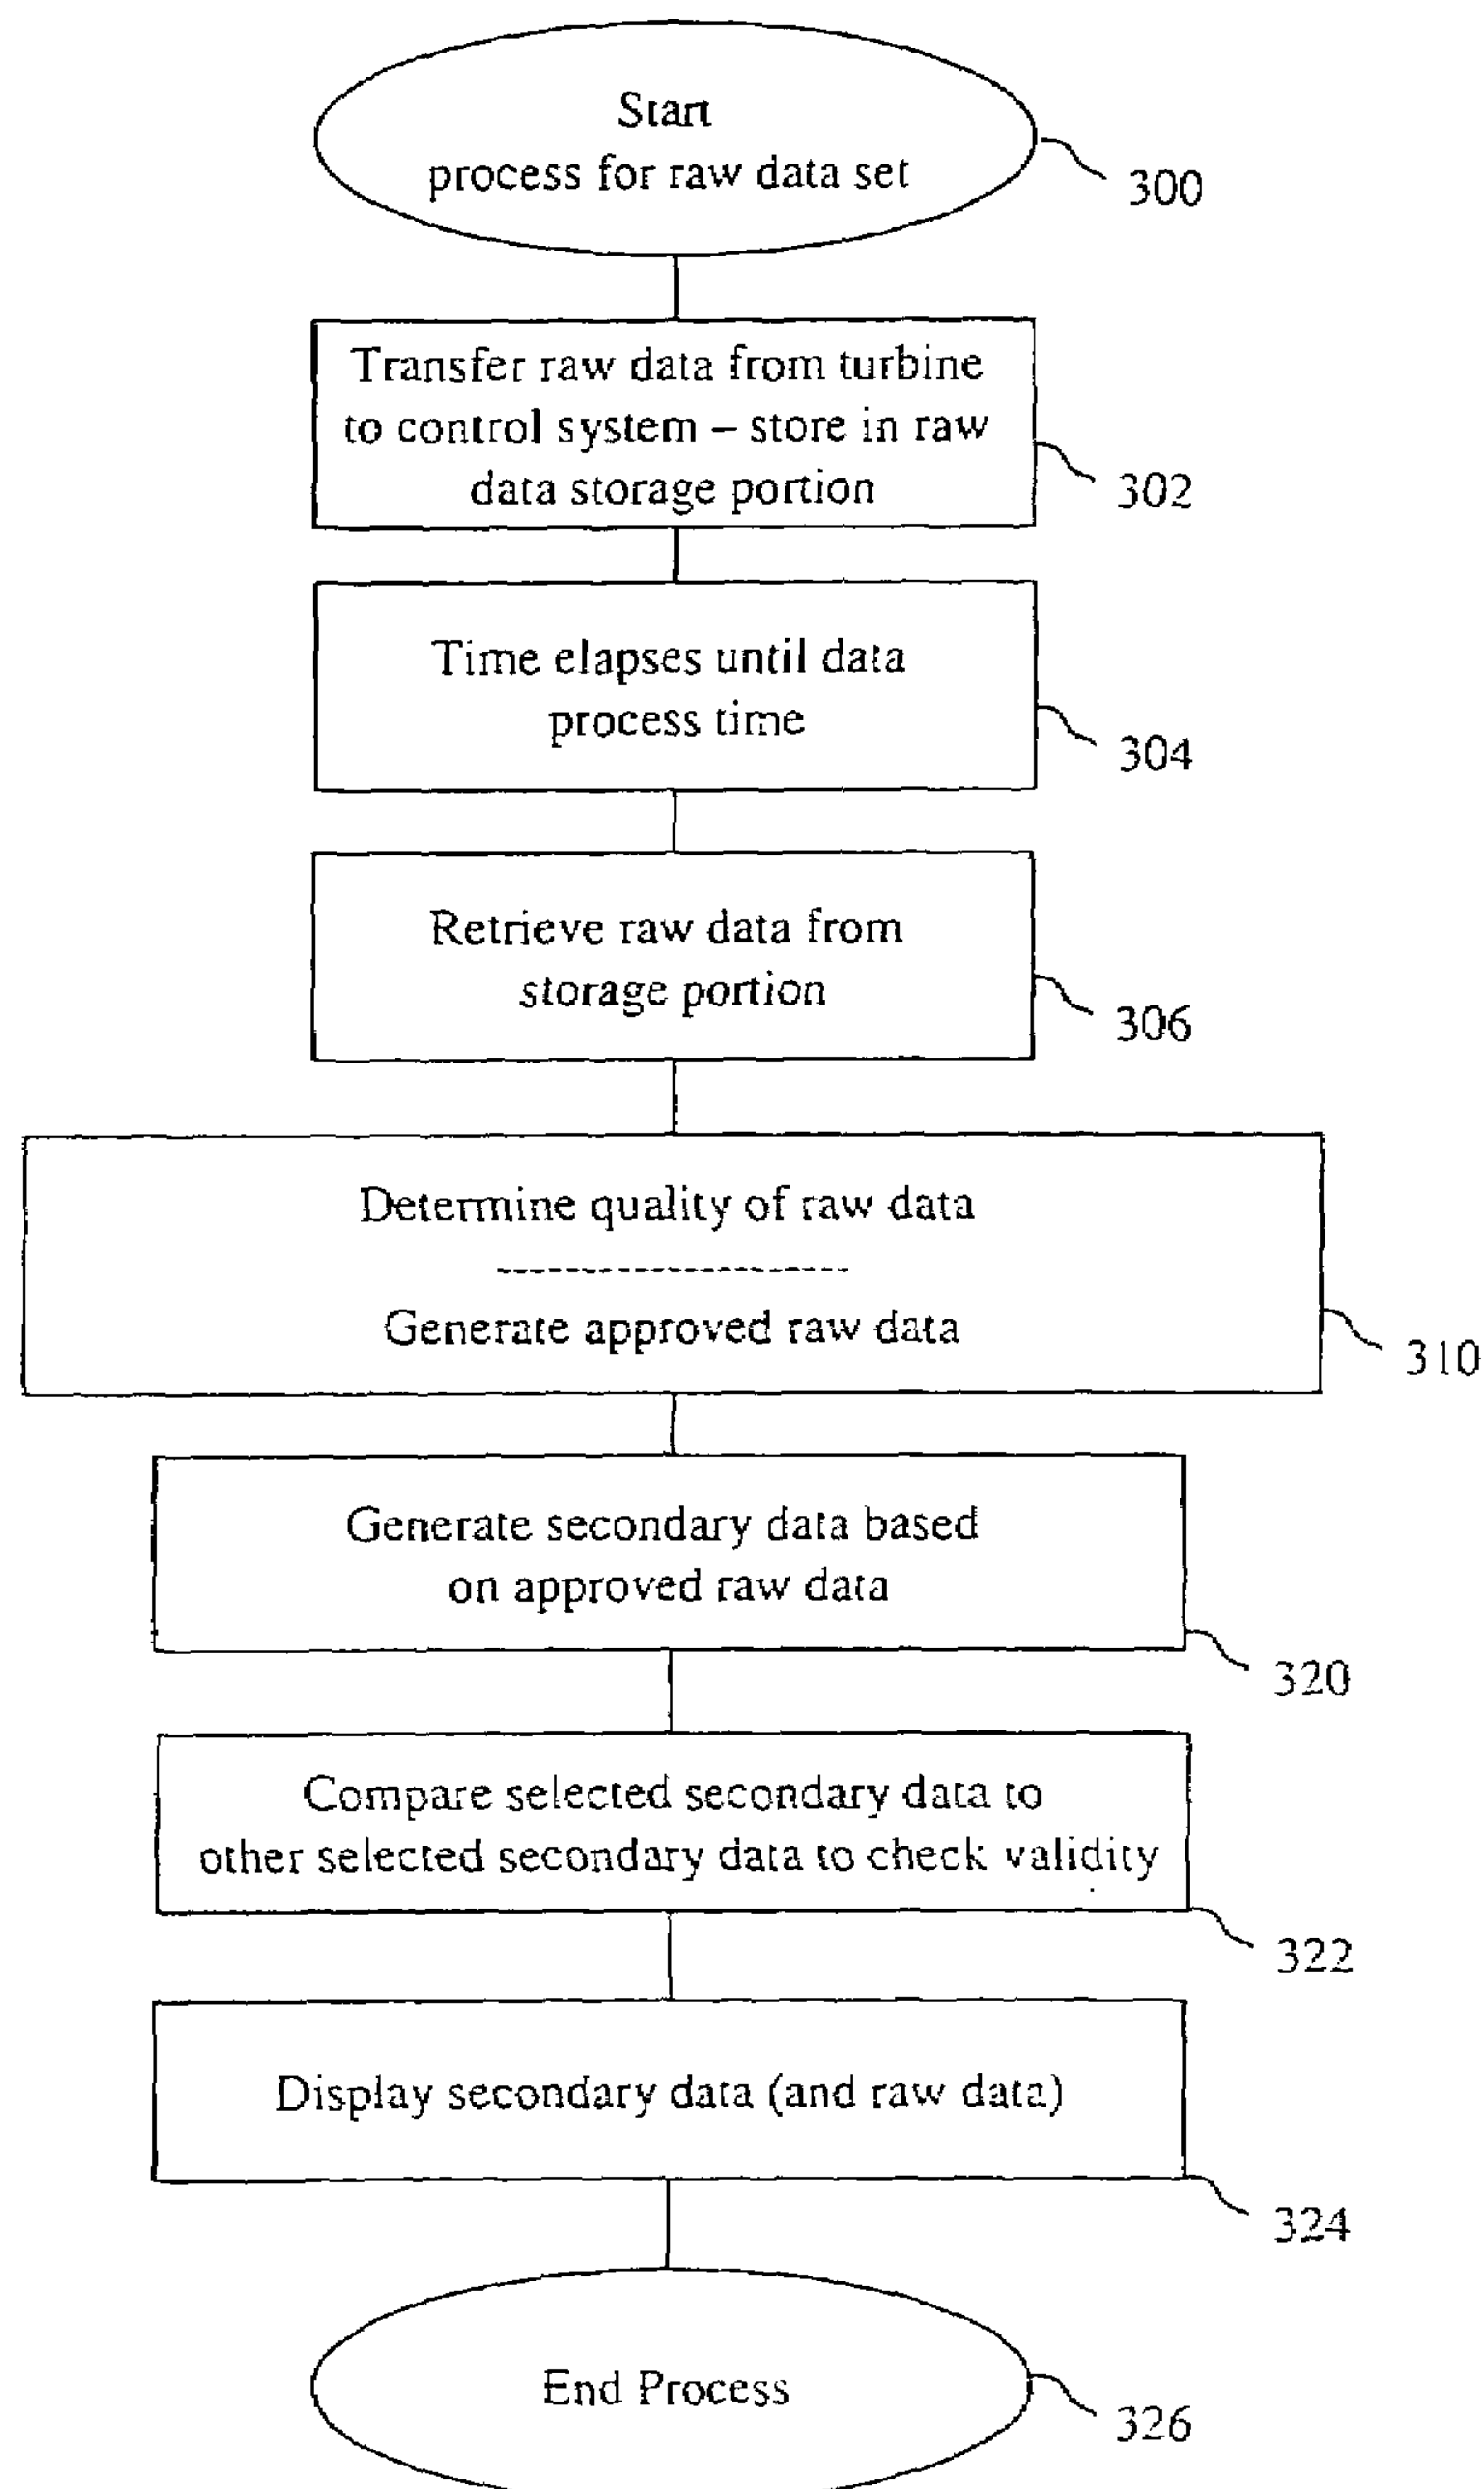 Start
process for raw data set
300
Transfer raw data from turbine
to control system – store in raw
data storage portion
302
Time elapses until data
process time
304
Retrieve raw data from
storage portion
306
Determine quality of raw data
--------------------
Generate approved raw data
310
Generate secondary data based
on approved raw data
320
Compare selected secondary data to
other selected secondary data to check validity
322
Display secondary data (and raw data)
324
End Process
326